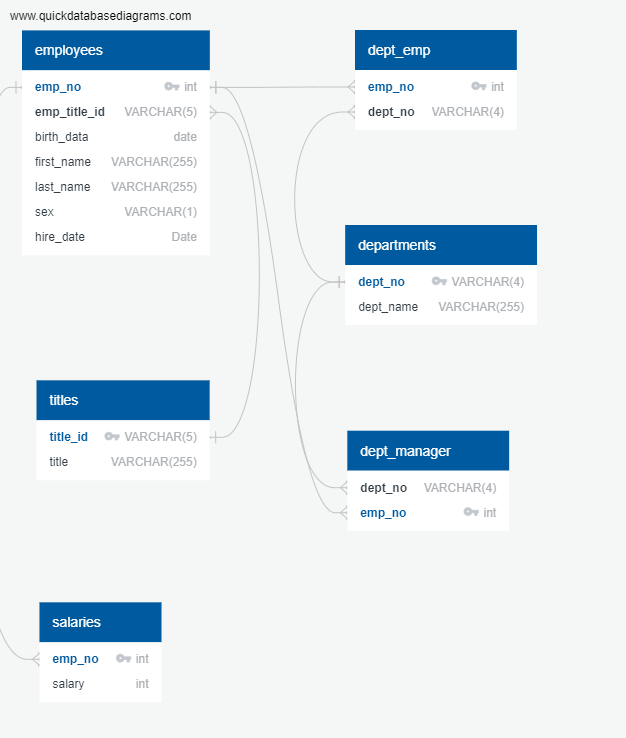 www.quickdatabasediagrams.com
employees
emp_no int
emp_title_id VARCHAR(5)
birth_data date
first_name VARCHAR(255)
last_name VARCHAR(255)
sex VARCHAR(1)
hire_date Date
dept_emp
emp_no int
dept_no VARCHAR(4)
departments
dept_no VARCHAR(4)
dept_name VARCHAR(255)
titles
title_id VARCHAR(5)
title VARCHAR(255)
dept_manager
dept_no VARCHAR(4)
emp_no int
salaries
emp_no int
salary int